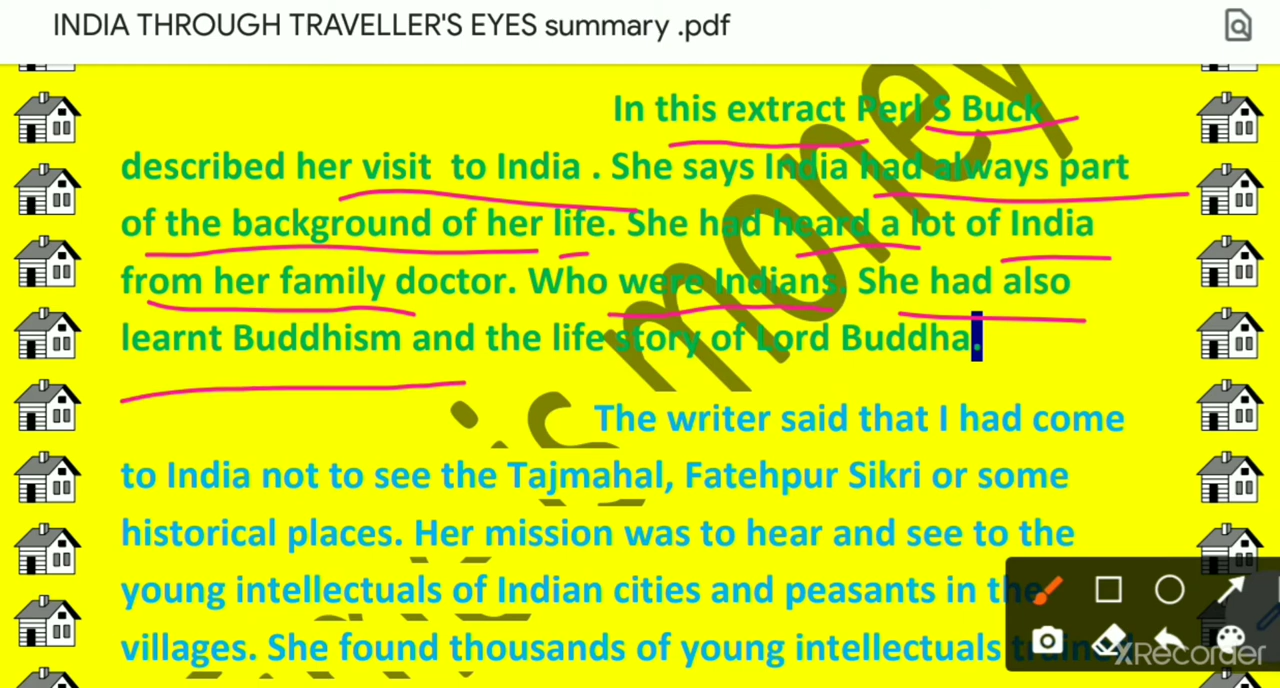 INDIA THROUGH TRAVELLER'S EYES summary .pdf
In this extract Perl S Buck
described her visit to India . She says India had always part
of the background of her life. She had heard a lot of India
from her family doctor. Who were Indians. She had also
learnt Buddhism and the life story of Lord Buddha.
The writer said that I had come
to India not to see the Tajmahal, Fatehpur Sikri or some
historical places. Her mission was to hear and see to the
young intellectuals of Indian cities and peasants in the
villages. She found thousands of young intellectuals trained
is money
XRecorder